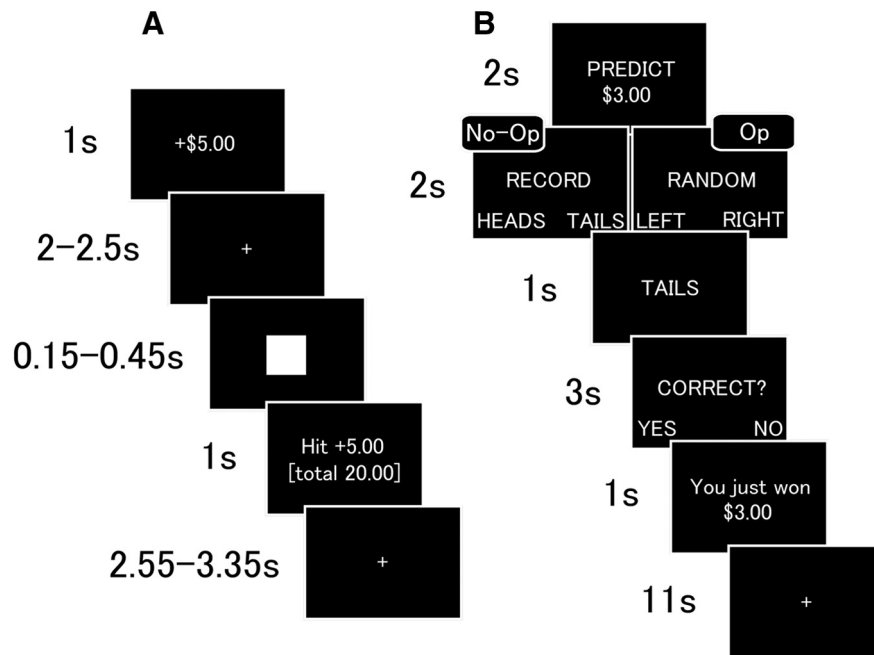 A
1s
+$5.00
2-2.5s
+
0.15-0.45s
1s
Hit +5.00
[total 20.00]
2.55-3.35s
+
B
2s
PREDICT
$3.00
No-Op
Op
2s
RECORD
HEADS TAILS
RANDOM
LEFT RIGHT
1s
TAILS
3s
CORRECT?
YES NO
1s
You just won
$3.00
11s
+